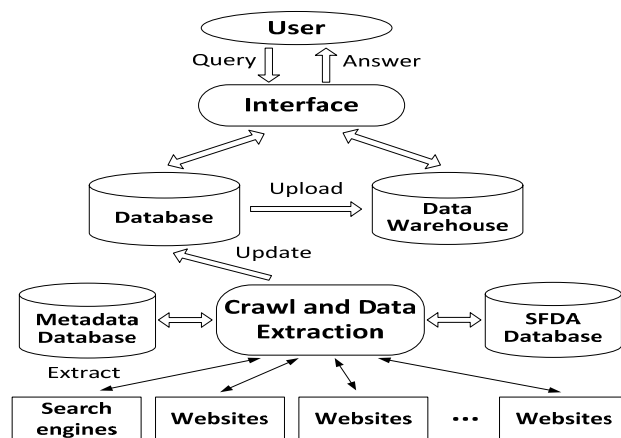 User
Query
Answer
Interface
Database
Upload
Data
Warehouse
Update
Metadata
Database
Crawl and Data
Extraction
SFDA
Database
Extract
Search
engines
Websites
Websites
...
Websites